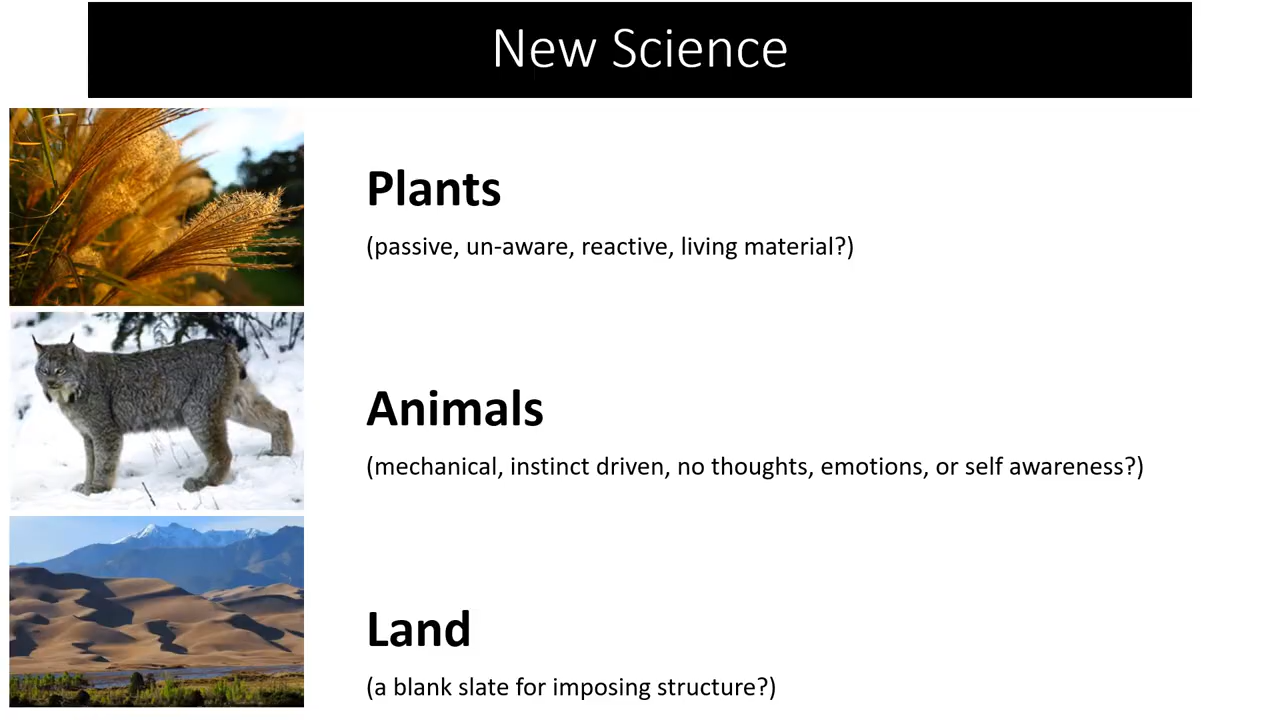 New Science
Plants
(passive, un-aware, reactive, living material?)
Animals
(mechanical, instinct driven, no thoughts, emotions, or self awareness?)
Land
(a blank slate for imposing structure?)